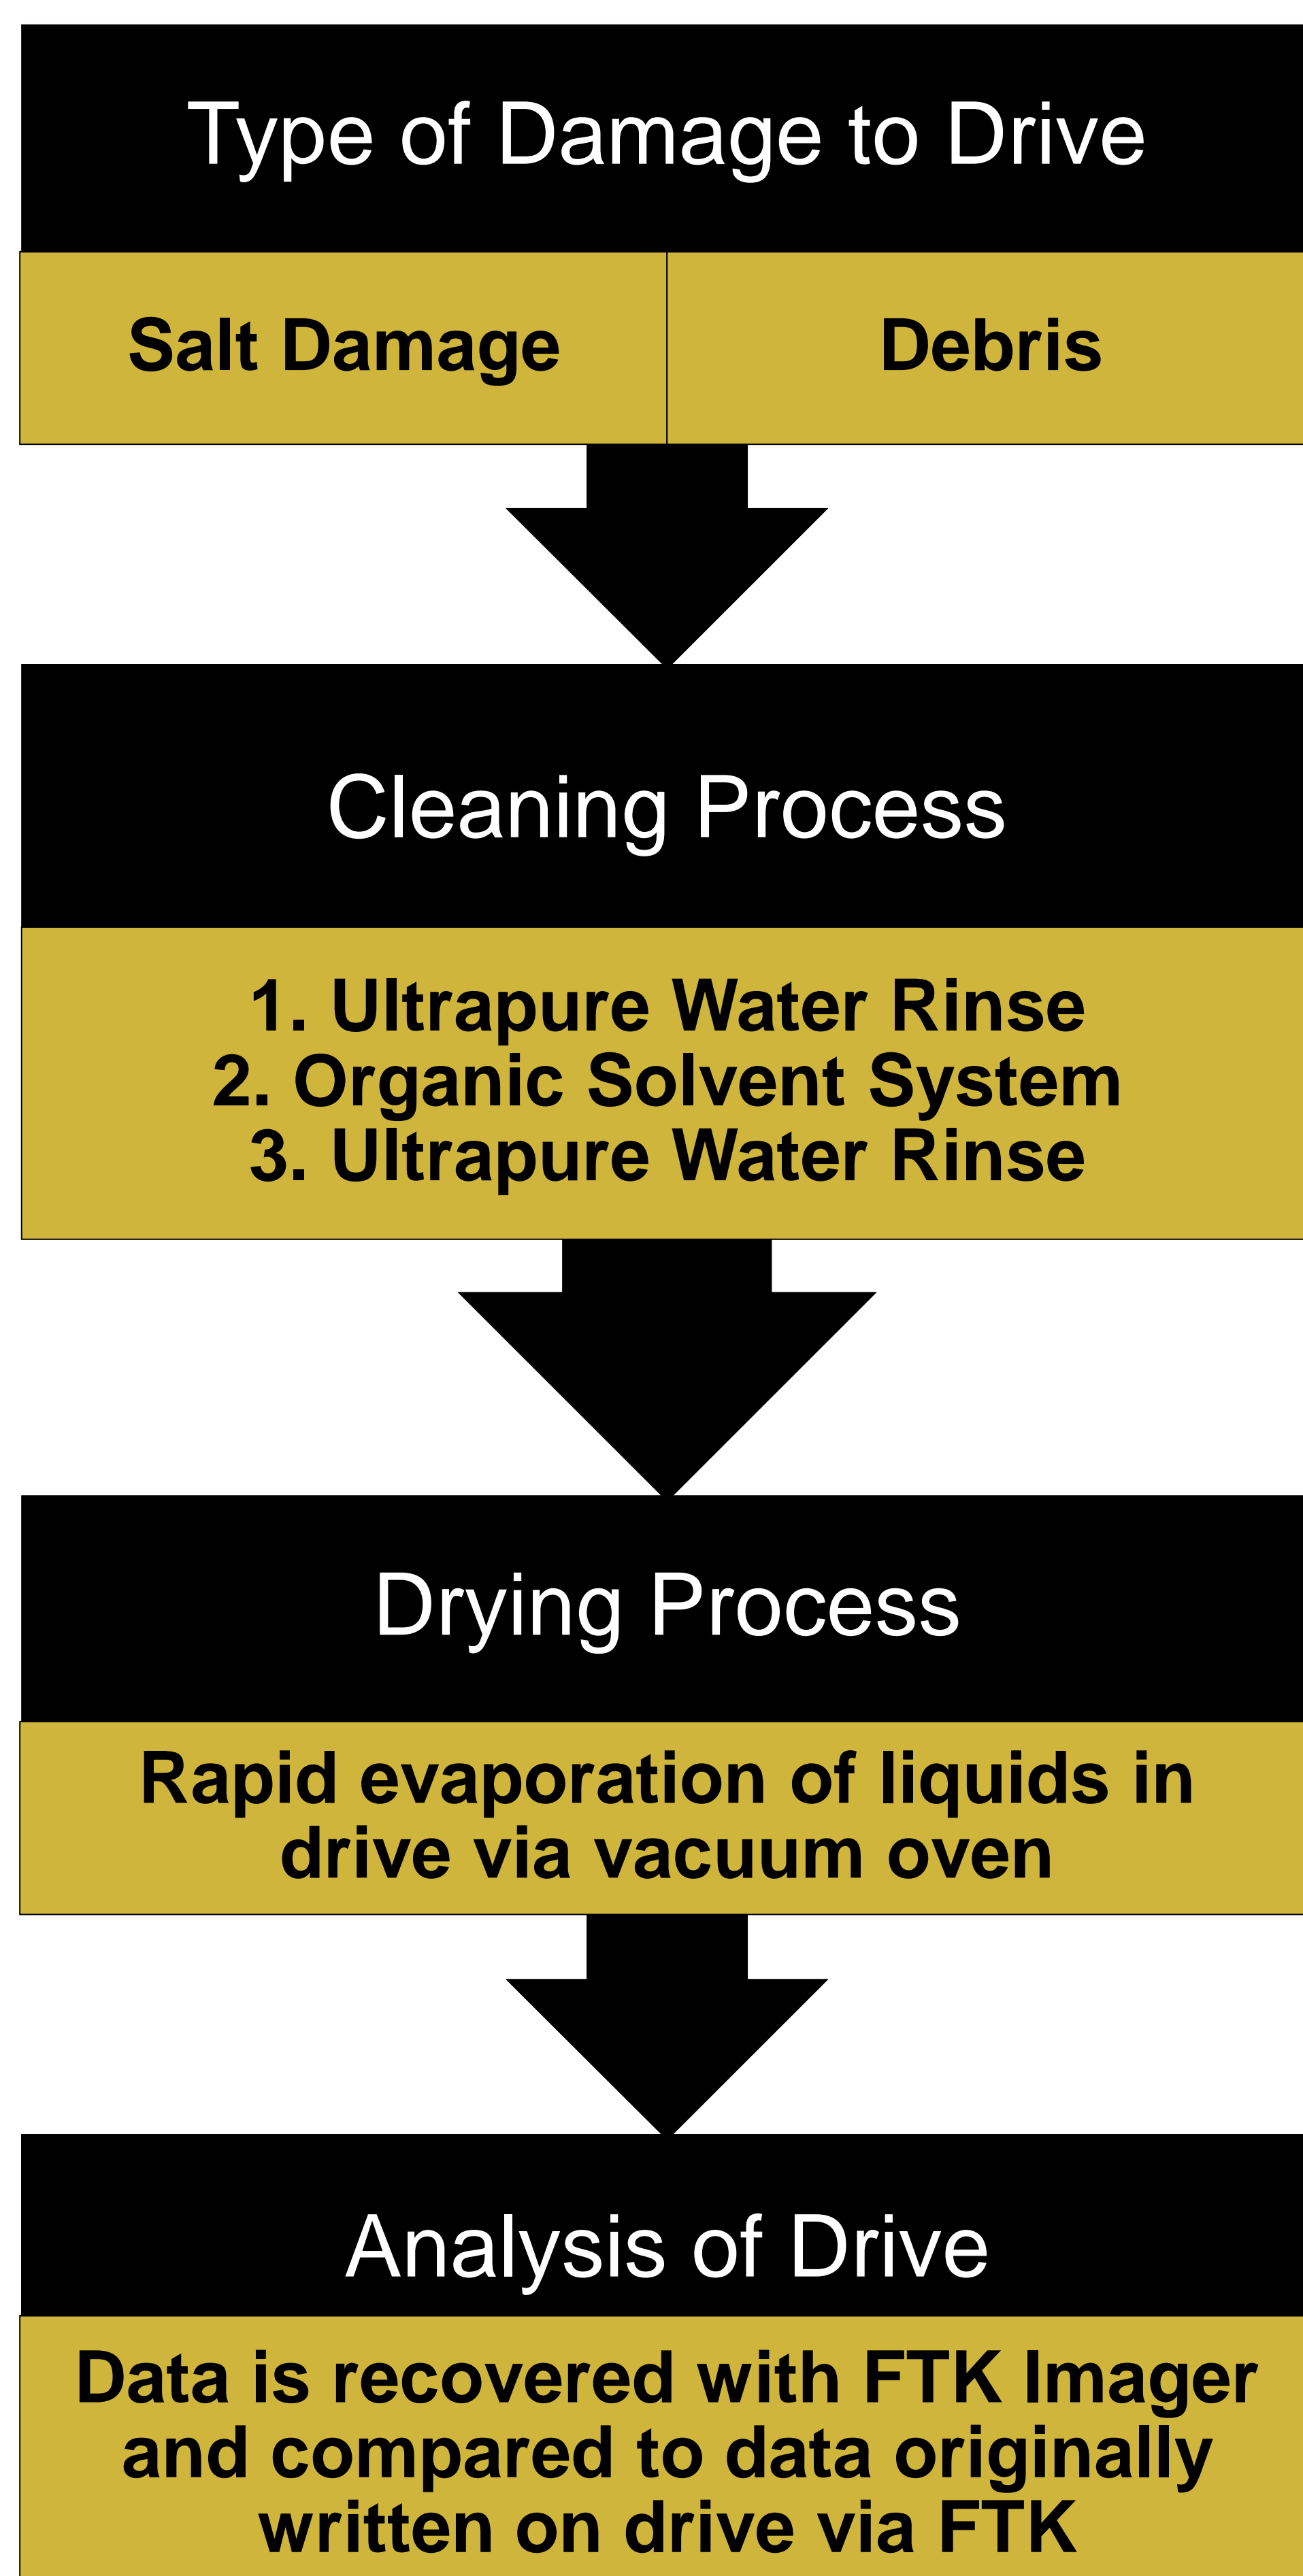 Type of Damage to Drive
Salt Damage
Debris
Cleaning Process
1. Ultrapure Water Rinse
2. Organic Solvent System
3. Ultrapure Water Rinse
Drying Process
Rapid evaporation of liquids in
drive via vacuum oven
Analysis of Drive
Data is recovered with FTK Imager
and compared to data originally
written on drive via FTK